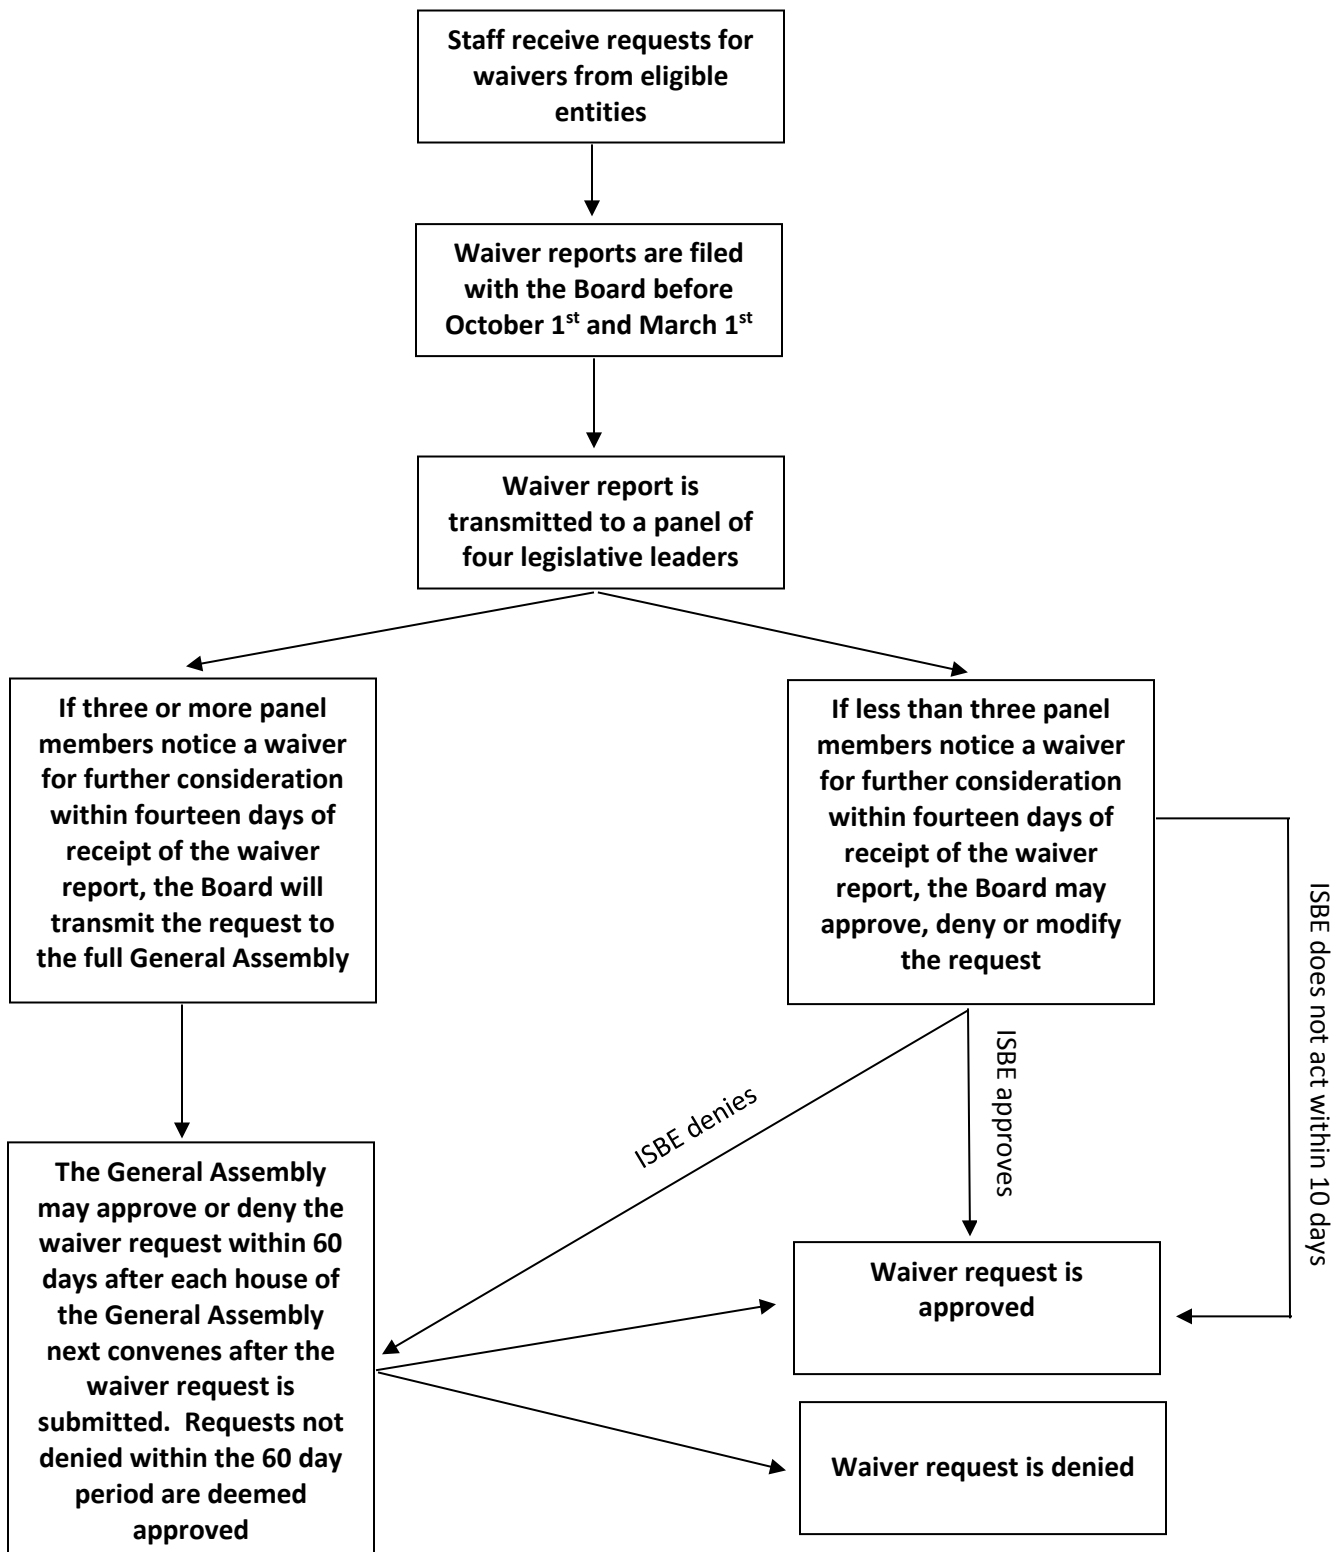 Staff receive requests for
waivers from eligible
entities
Waiver reports are filed
with the Board before
October 1st and March 1st
Waiver report is
transmitted to a panel of
four legislative leaders
If three or more panel
members notice a waiver
for further consideration
within fourteen days of
receipt of the waiver
report, the Board will
transmit the request to
the full General Assembly
If less than three panel
members notice a waiver
for further consideration
within fourteen days of
receipt of the waiver
report, the Board may
approve, deny or modify
the request
ISBE does not act within 10 days
ISBE approves
ISBE denies
The General Assembly
may approve or deny the
waiver request within 60
days after each house of
the General Assembly
next convenes after the
waiver request is
submitted.  Requests not
denied within the 60 day
period are deemed
approved
Waiver request is
approved
Waiver request is denied